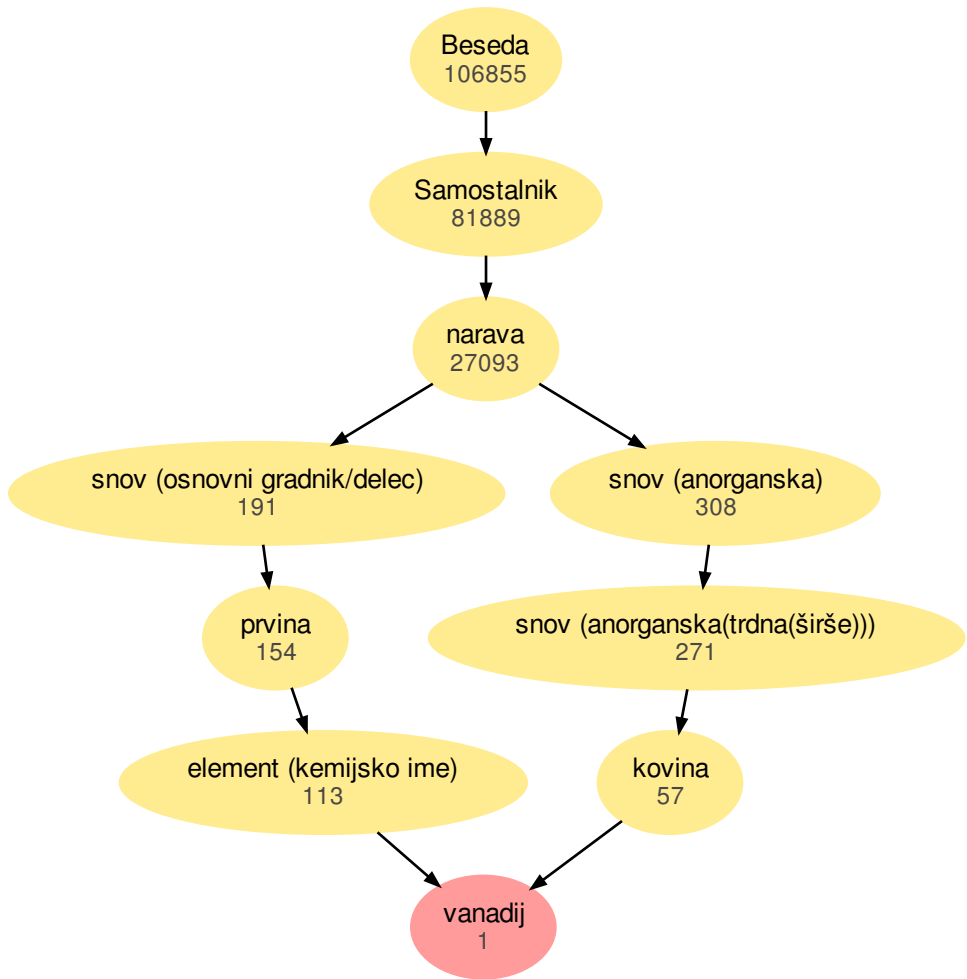 Beseda
106855
Samostalnik
81889
narava
27093
snov (osnovni gradnik/delec)
191
snov (anorganska)
308
prvina
154
snov (anorganska(trdna(širše)))
271
element (kemijsko ime)
113
kovina
57
vanadij
1